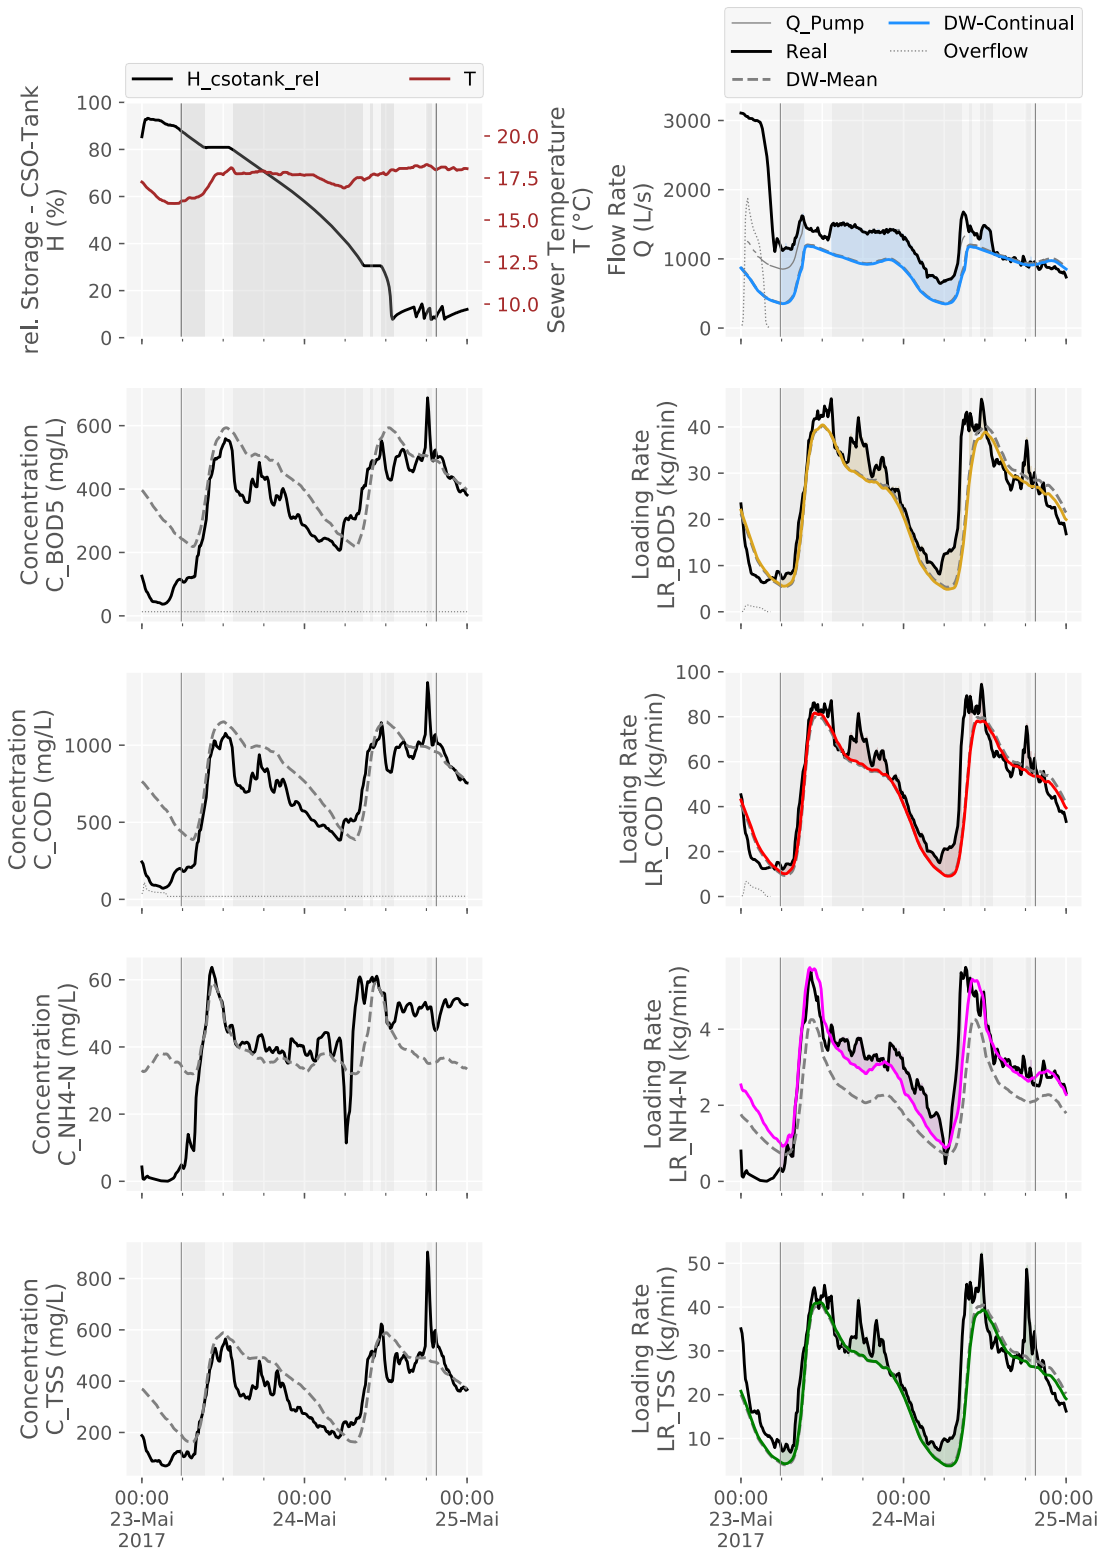 H_csotank_rel
T
Q_Pump
Real
DW-Mean
DW-Continual
Overflow
rel. Storage - CSO-Tank
H (%)
100
80
60
40
20
0
20.0
17.5
15.0
12.5
10.0
Sewer Temperature
T (°C)
Flow Rate
Q (L/s)
3000
2000
1000
0
Concentration
C_BOD5 (mg/L)
600
400
200
0
Loading Rate
LR_BOD5 (kg/min)
40
30
20
10
0
Concentration
C_COD (mg/L)
1000
500
0
Loading Rate
LR_COD (kg/min)
100
80
60
40
20
0
Concentration
C_NH4-N (mg/L)
60
40
20
0
Loading Rate
LR_NH4-N (kg/min)
4
2
0
Concentration
C_TSS (mg/L)
800
600
400
200
Loading Rate
LR_TSS (kg/min)
50
40
30
20
10
00:00
23-Mai
2017
00:00
24-Mai
00:00
25-Mai
00:00
23-Mai
2017
00:00
24-Mai
00:00
25-Mai